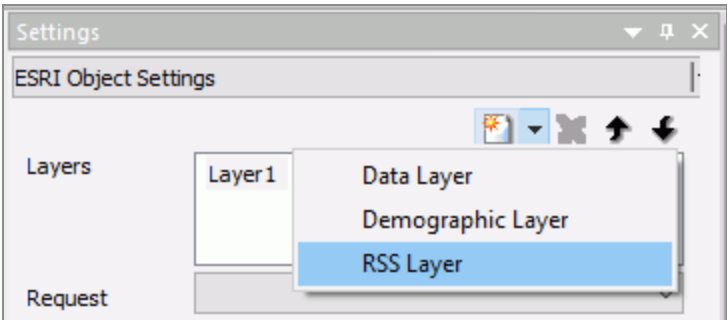 Settings
ESRI Object Settings
Layers
Layer1
Data Layer
Demographic Layer
RSS Layer
Request